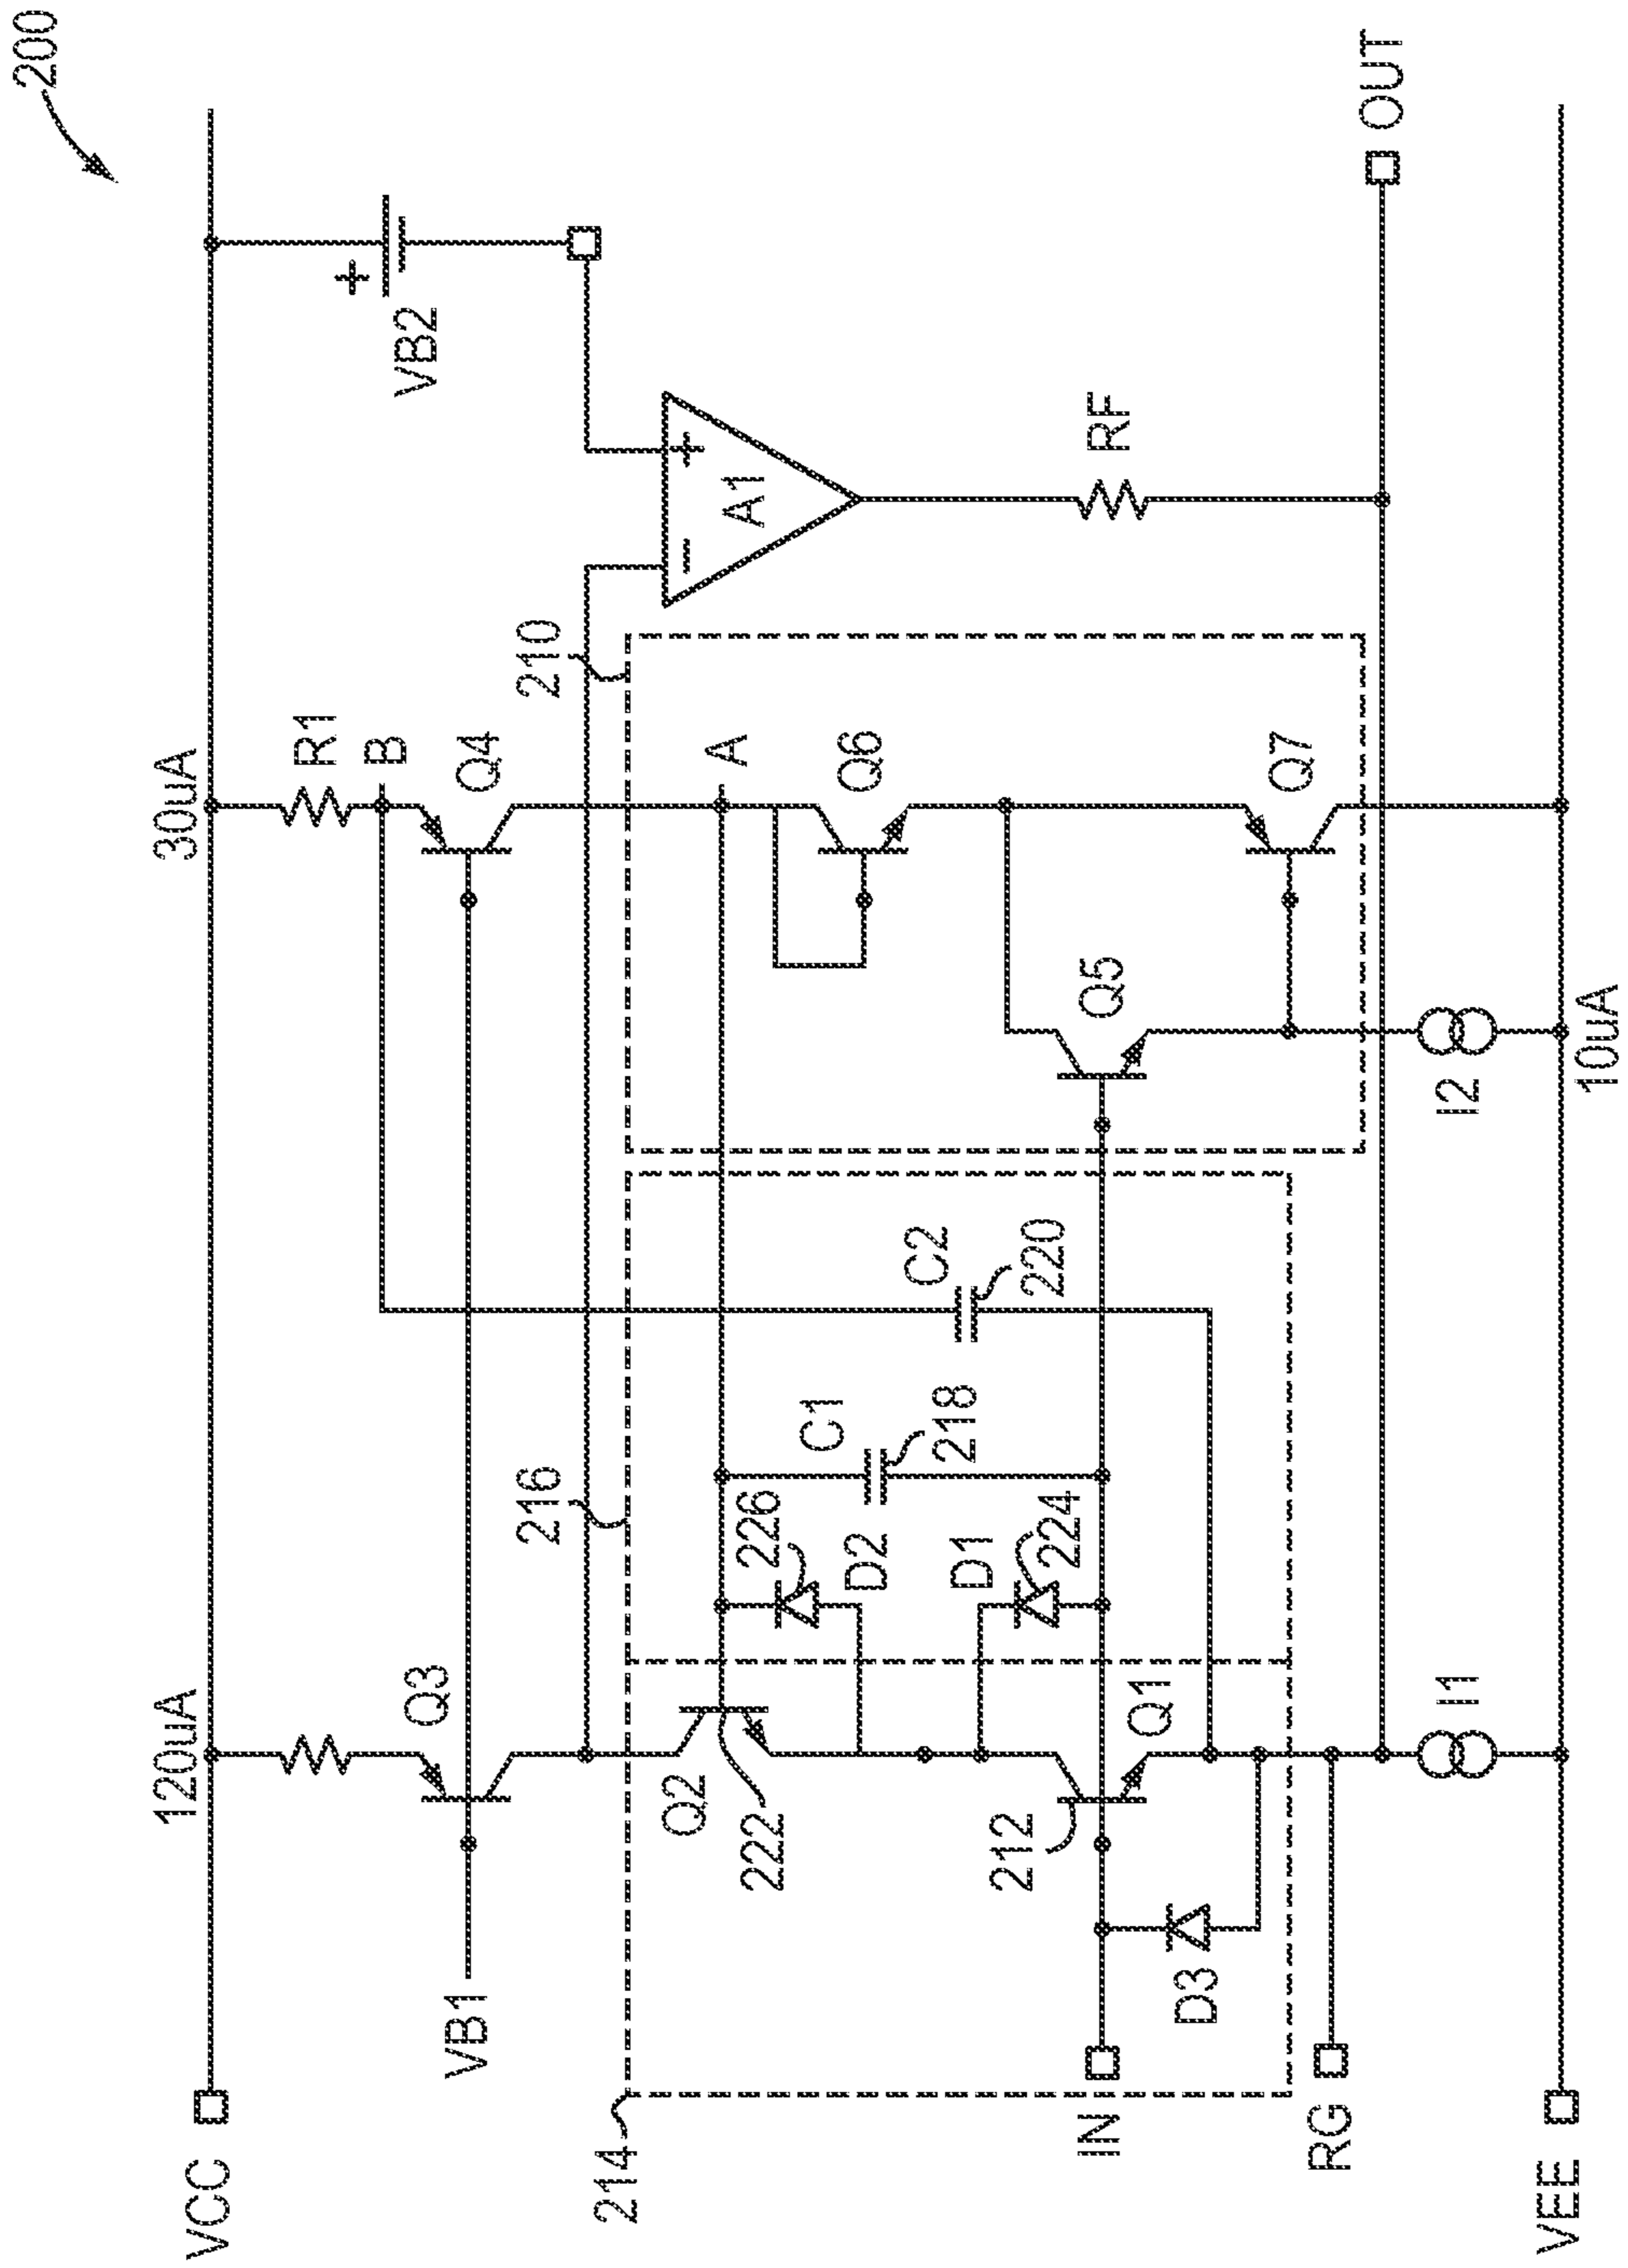 200
VCC
120uA
30uA
R1
B
VB2
+
VB1
Q3
Q4
216
210
A
A1
-
+
214
Q2
222
226
D2
C1
218
C2
220
Q6
RF
212
D1
224
Q5
IN
D3
Q1
Q7
RG
OUT
I1
I2
VEE
10uA